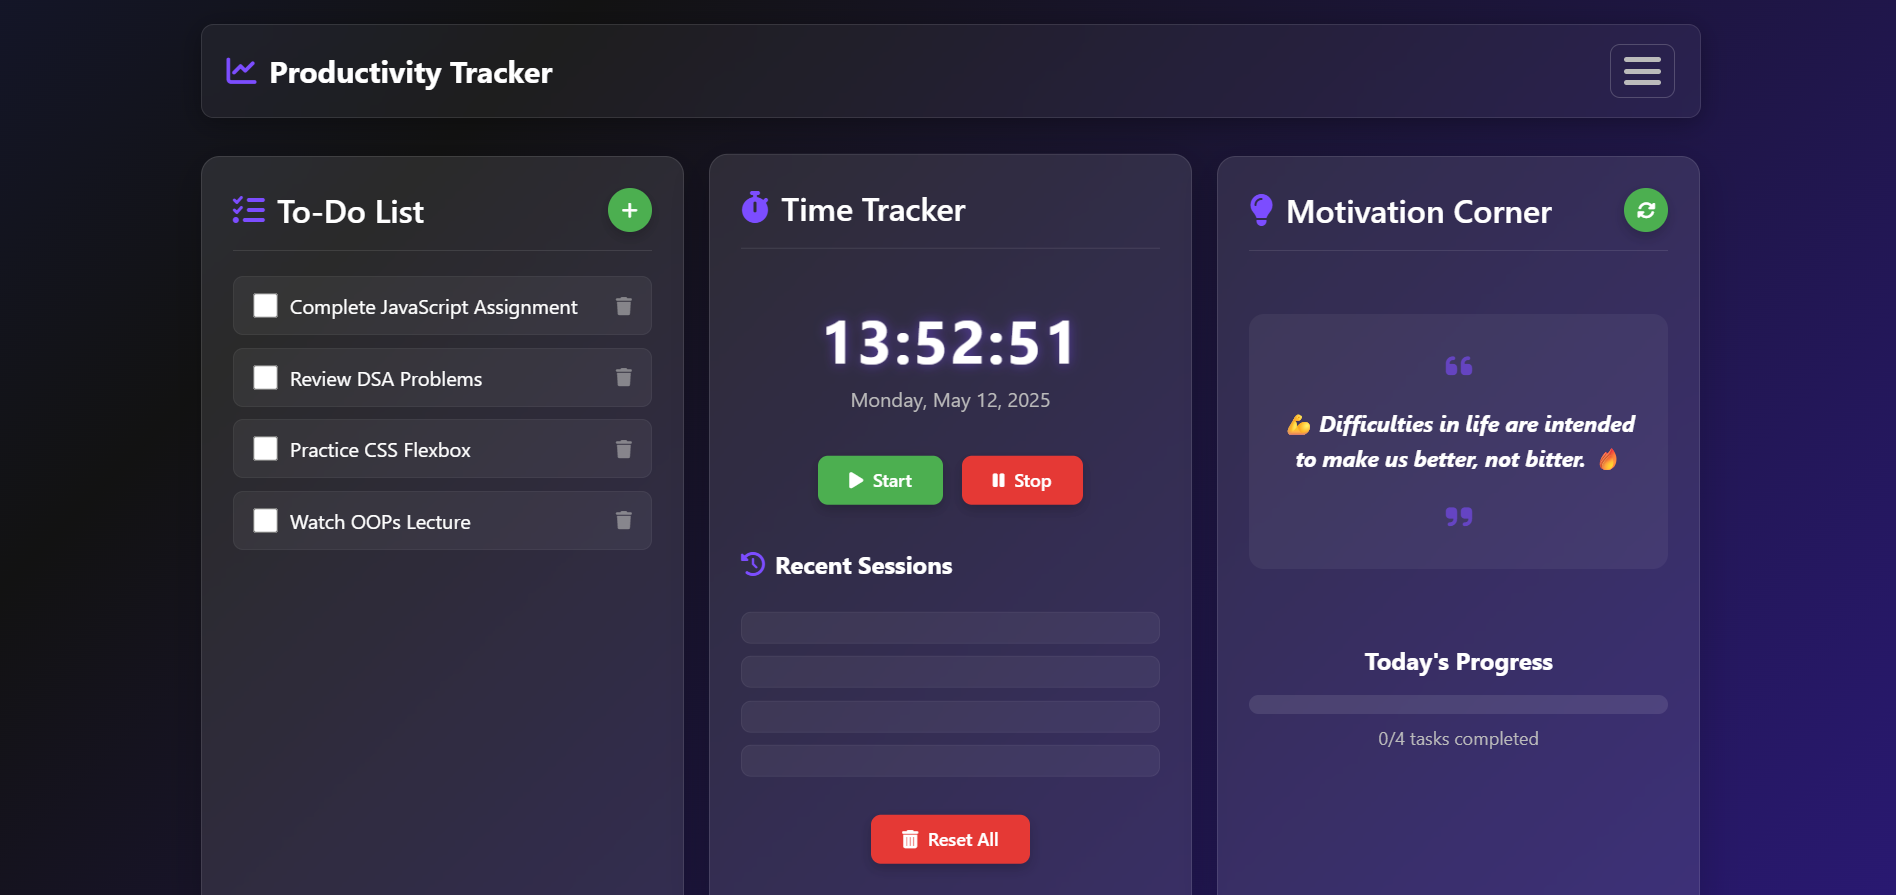 Productivity Tracker
To-Do List
Complete JavaScript Assignment
Review DSA Problems
Practice CSS Flexbox
Watch OOPs Lecture
Time Tracker
13:52:51
Monday, May 12, 2025
Start
Stop
Recent Sessions
Reset All
Motivation Corner
“
💪 Difficulties in life are intended
to make us better, not bitter. 🔥
”
Today's Progress
0/4 tasks completed